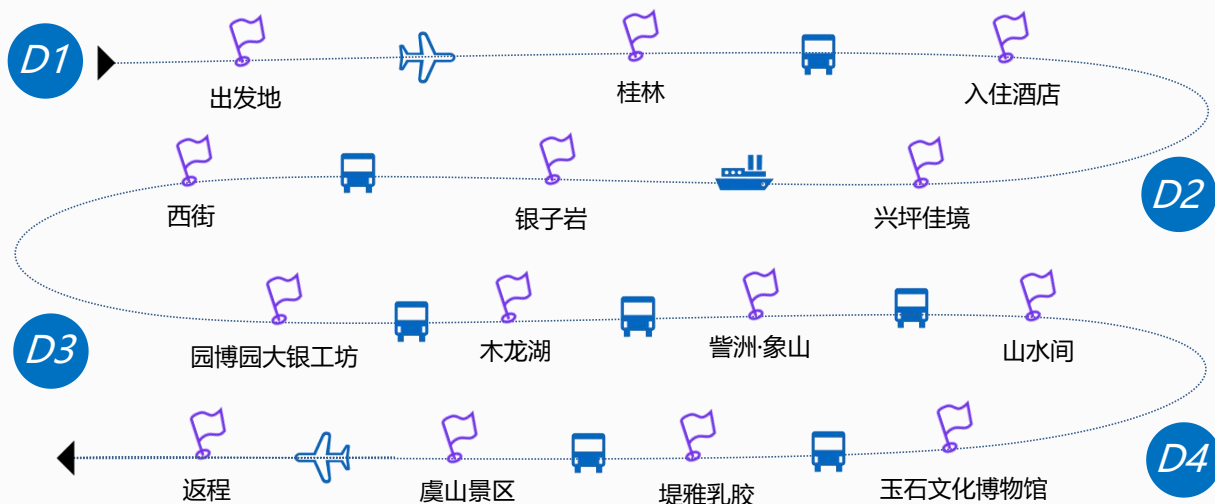 D1
出发地
桂林
入住酒店
D2
兴坪佳境
银子岩
西街
D3
园博园大银工坊
木龙湖
訾洲·象山
山水间
D4
玉石文化博物馆
堤雅乳胶
虞山景区
返程